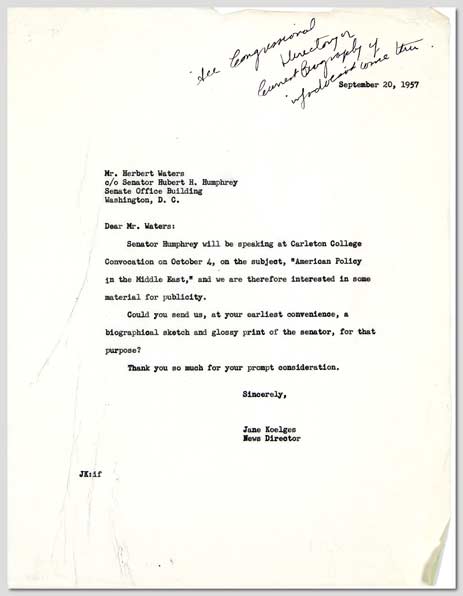 See Congressional
Directory or
Current Biography if
info doesn't come thru.
September 20, 1957
Mr. Herbert Waters
c/o Senator Hubert H. Humphrey
Senate Office Building
Washington, D. C.
Dear Mr. Waters:
Senator Humphrey will be speaking at Carleton College
Convocation on October 4, on the subject, "American Policy
in the Middle East," and we are therefore interested in some
material for publicity.
Could you send us, at your earliest convenience, a
biographical sketch and glossy print of the senator, for that
purpose?
Thank you so much for your prompt consideration.
Sincerely,
Jane Koelges
News Director
JK:if